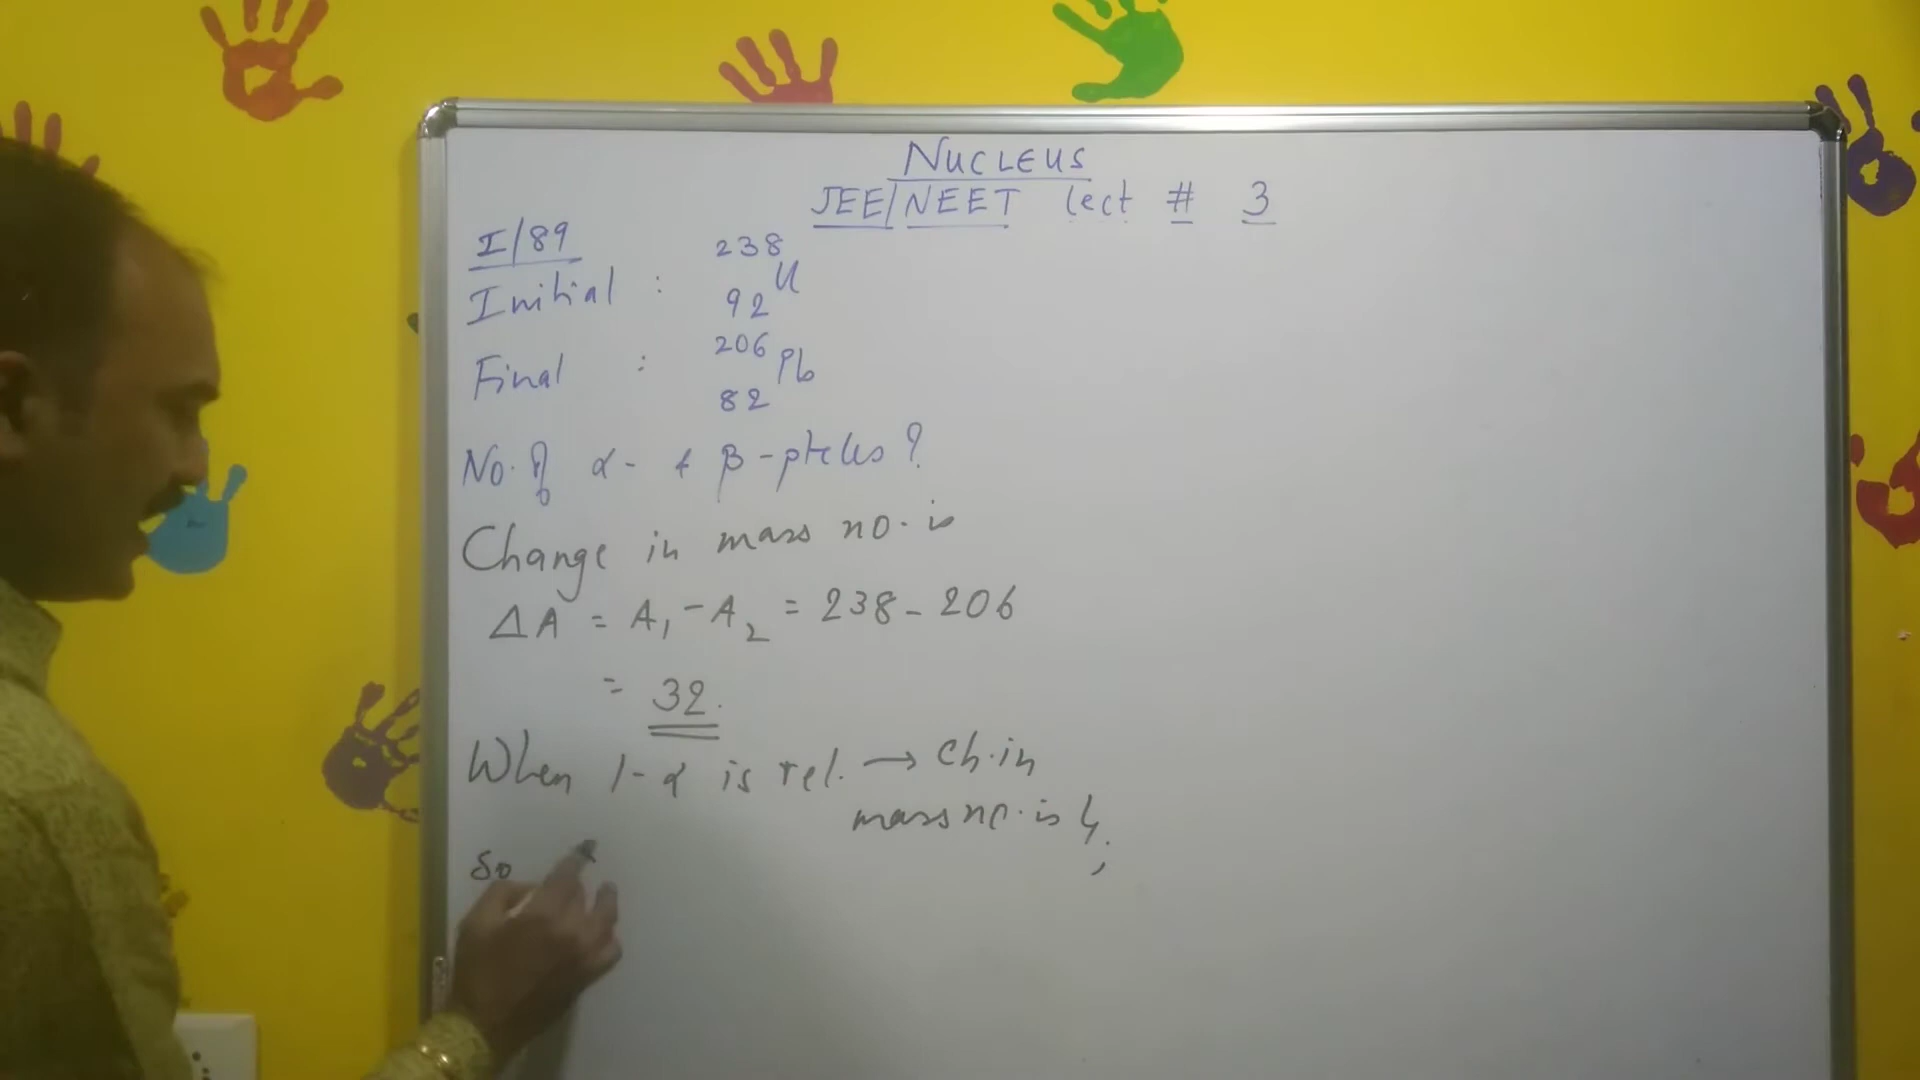 NUCLEUS
JEE/NEET Lect # 3
I/89
Initial : 238 92 U
Final : 206 82 Pb
No. of α- & β-ptcles?
Change in mass no. is
ΔA = A₁ - A₂ = 238 - 206
= 32.
When 1-α is rel. → Ch. in
mass no. is 4,
So